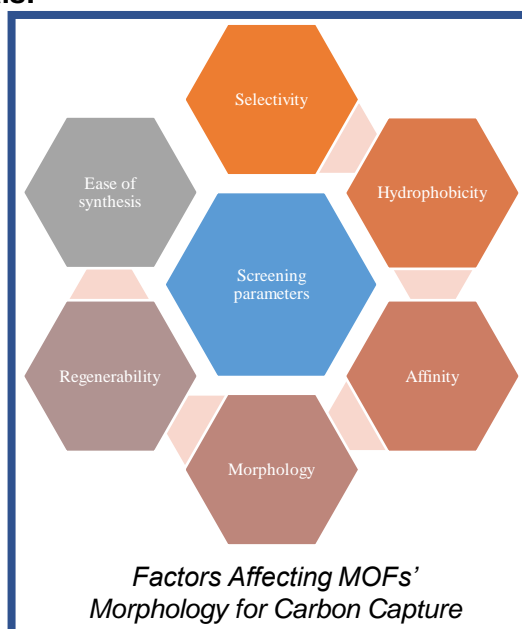 Selectivity
Ease of
synthesis
Hydrophobicity
Screening
parameters
Regenerability
Affinity
Morphology
Factors Affecting MOFs’
Morphology for Carbon Capture